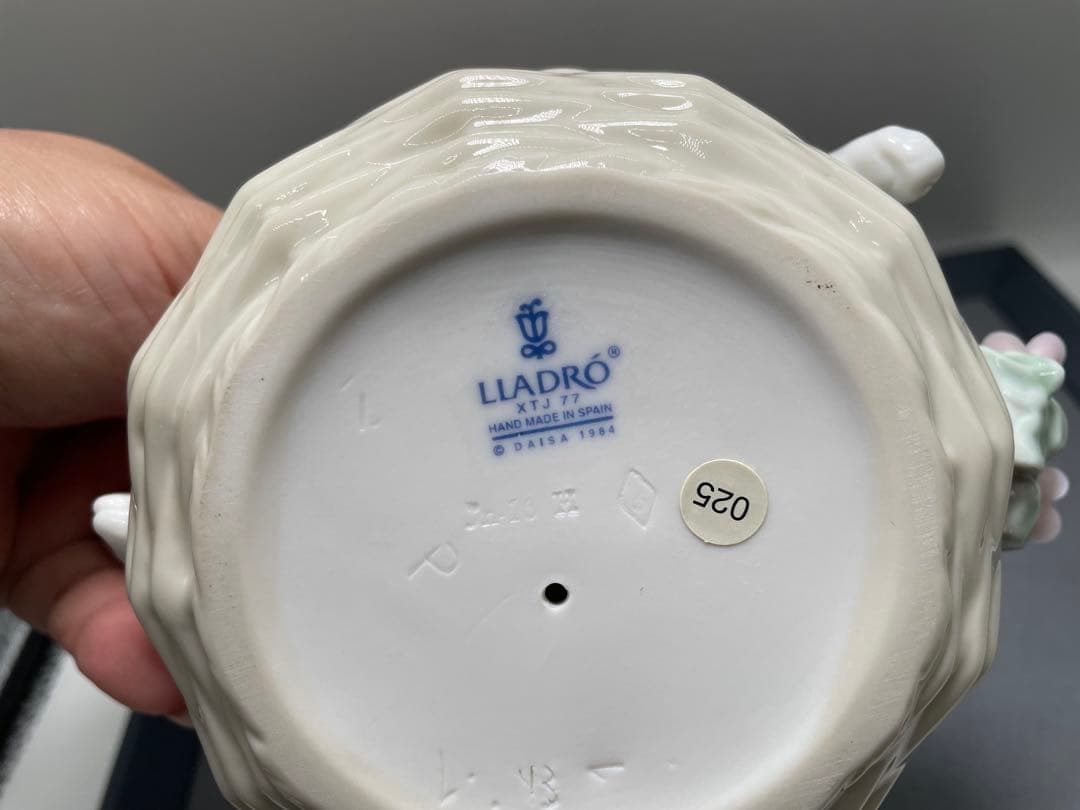 LLADRÓ®
XTJ 77
HAND MADE IN SPAIN
© DAISA 1984
L
025
P